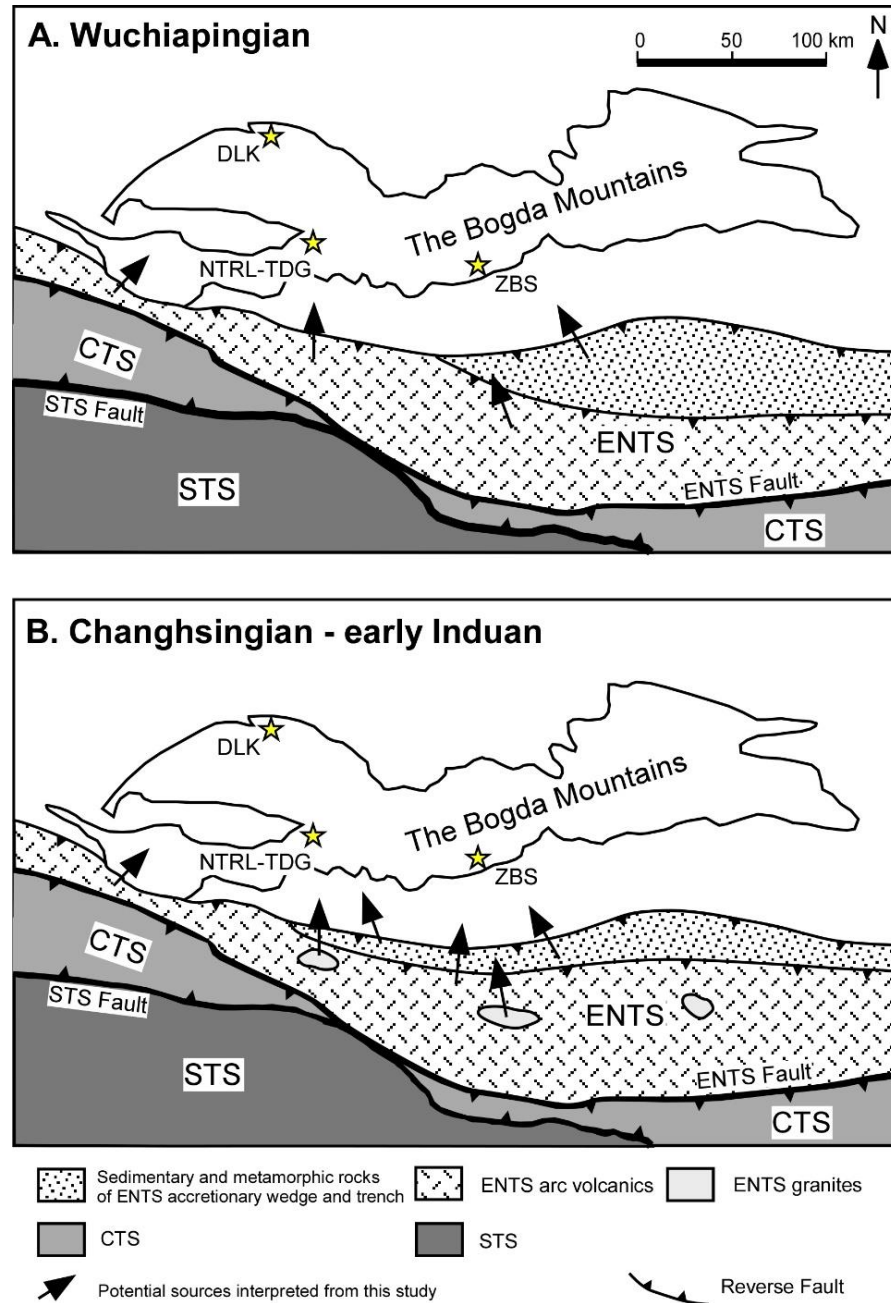 A. Wuchiapingian
0 50 100 km
N
DLK
The Bogda Mountains
NTRL-TDG
ZBS
CTS
STS Fault
ENTS
STS
ENTS Fault
CTS
B. Changhsingian - early Induan
DLK
The Bogda Mountains
NTRL-TDG
ZBS
CTS
STS Fault
ENTS
STS
ENTS Fault
CTS
Sedimentary and metamorphic rocks
of ENTS accretionary wedge and trench
ENTS arc volcanics
ENTS granites
CTS
STS
Potential sources interpreted from this study
Reverse Fault